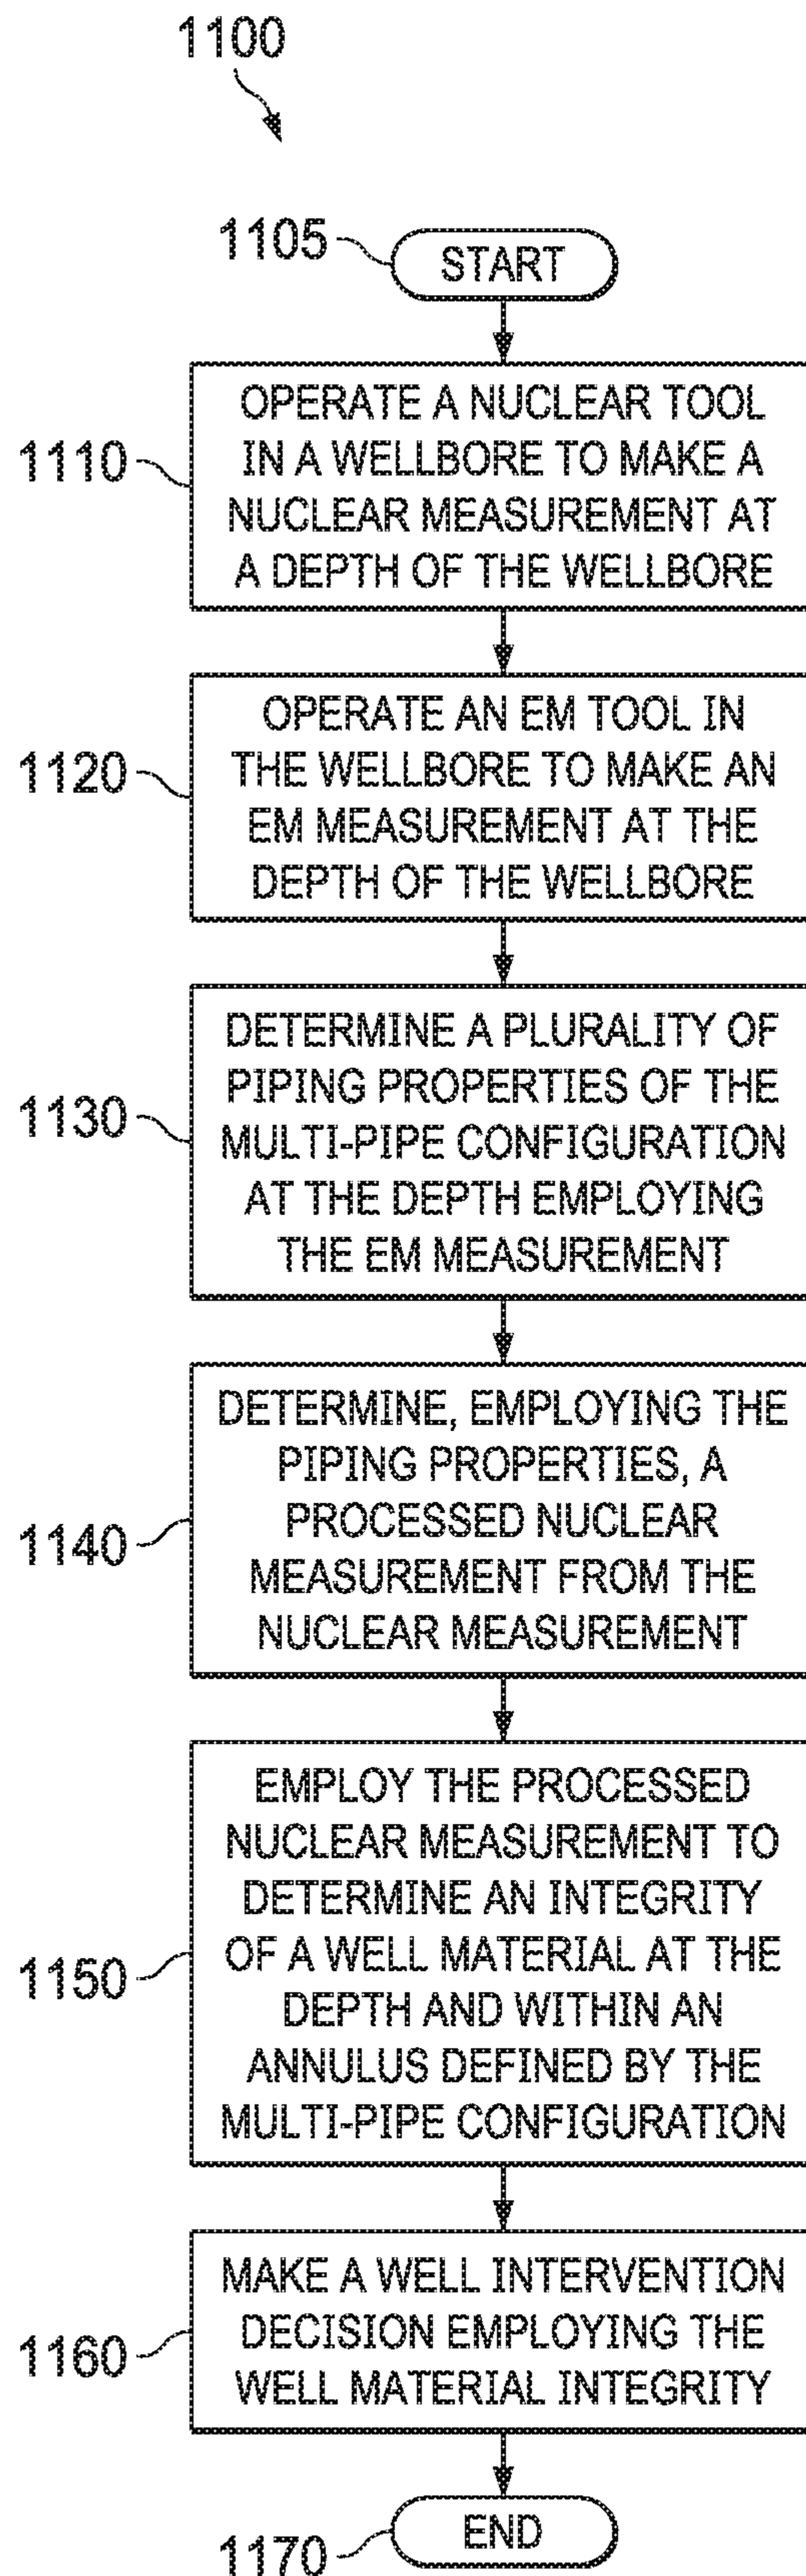 1100
1105
START
1110
OPERATE A NUCLEAR TOOL
IN A WELLBORE TO MAKE A
NUCLEAR MEASUREMENT AT
A DEPTH OF THE WELLBORE
1120
OPERATE AN EM TOOL IN
THE WELLBORE TO MAKE AN
EM MEASUREMENT AT THE
DEPTH OF THE WELLBORE
1130
DETERMINE A PLURALITY OF
PIPING PROPERTIES OF THE
MULTI-PIPE CONFIGURATION
AT THE DEPTH EMPLOYING
THE EM MEASUREMENT
1140
DETERMINE, EMPLOYING THE
PIPING PROPERTIES, A
PROCESSED NUCLEAR
MEASUREMENT FROM THE
NUCLEAR MEASUREMENT
1150
EMPLOY THE PROCESSED
NUCLEAR MEASUREMENT TO
DETERMINE AN INTEGRITY
OF A WELL MATERIAL AT THE
DEPTH AND WITHIN AN
ANNULUS DEFINED BY THE
MULTI-PIPE CONFIGURATION
1160
MAKE A WELL INTERVENTION
DECISION EMPLOYING THE
WELL MATERIAL INTEGRITY
1170
END